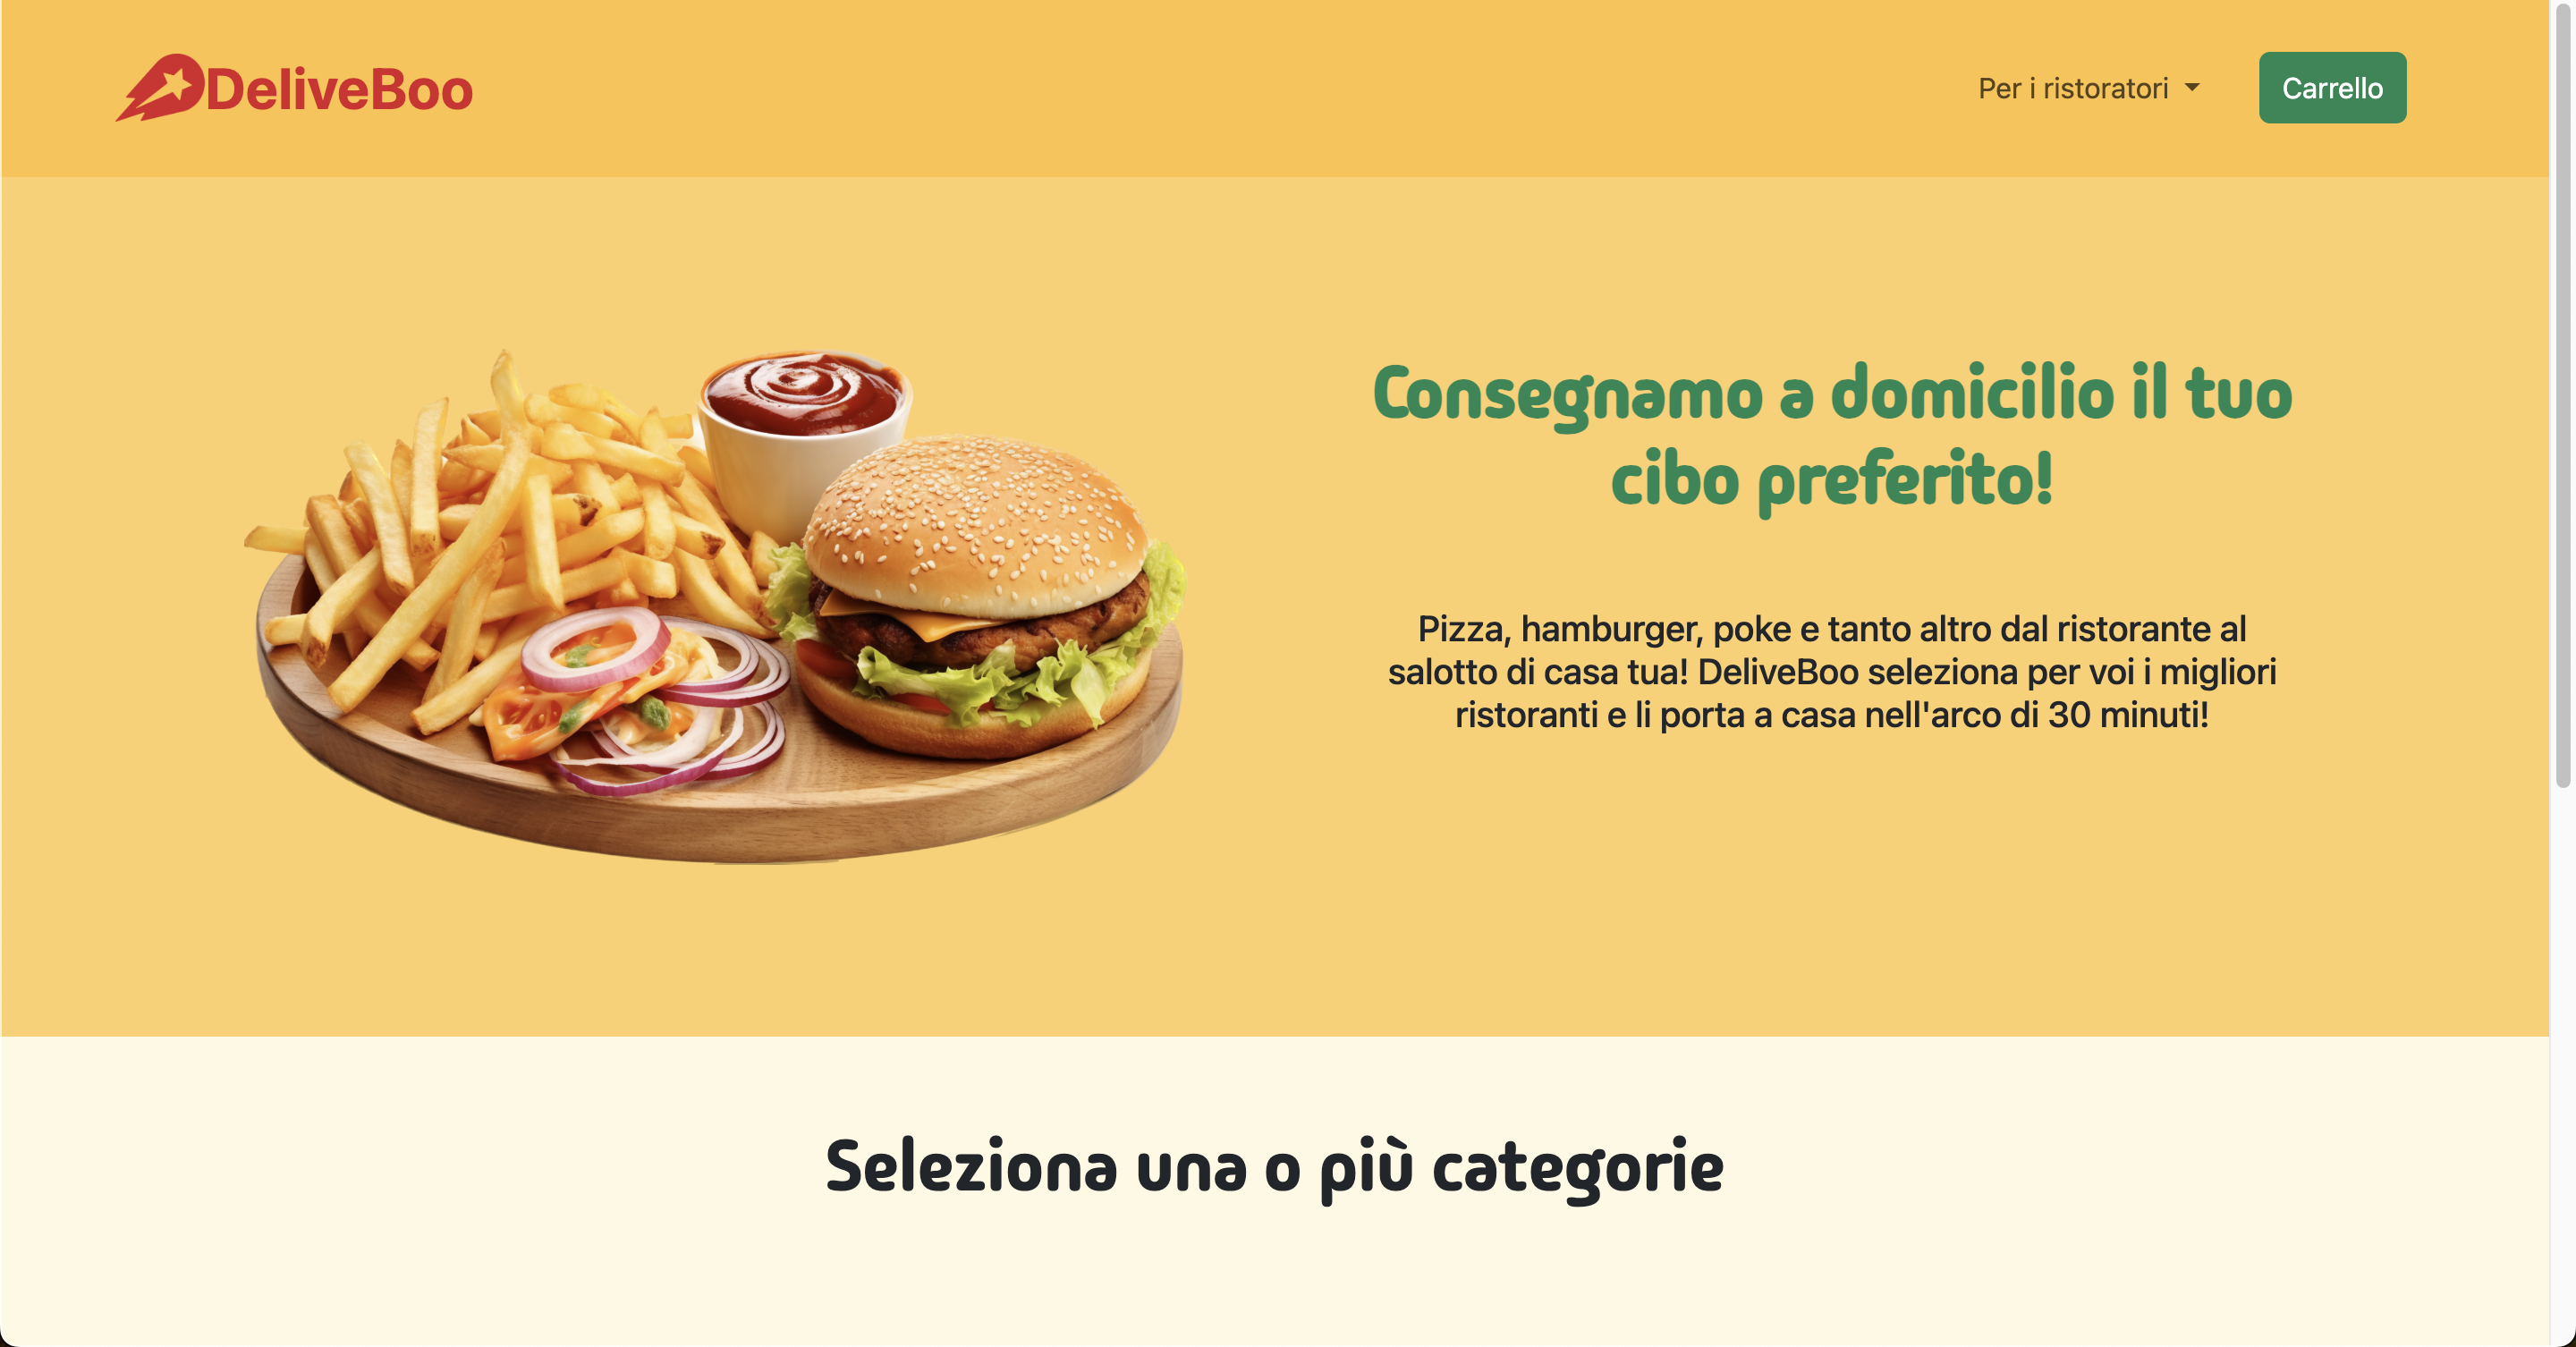 DeliveBoo
Per i ristoratori
Carrello
Consegnamo a domicilio il tuo
cibo preferito!
Pizza, hamburger, poke e tanto altro dal ristorante al
salotto di casa tua! DeliveBoo seleziona per voi i migliori
ristoranti e li porta a casa nell'arco di 30 minuti!
Seleziona una o più categorie